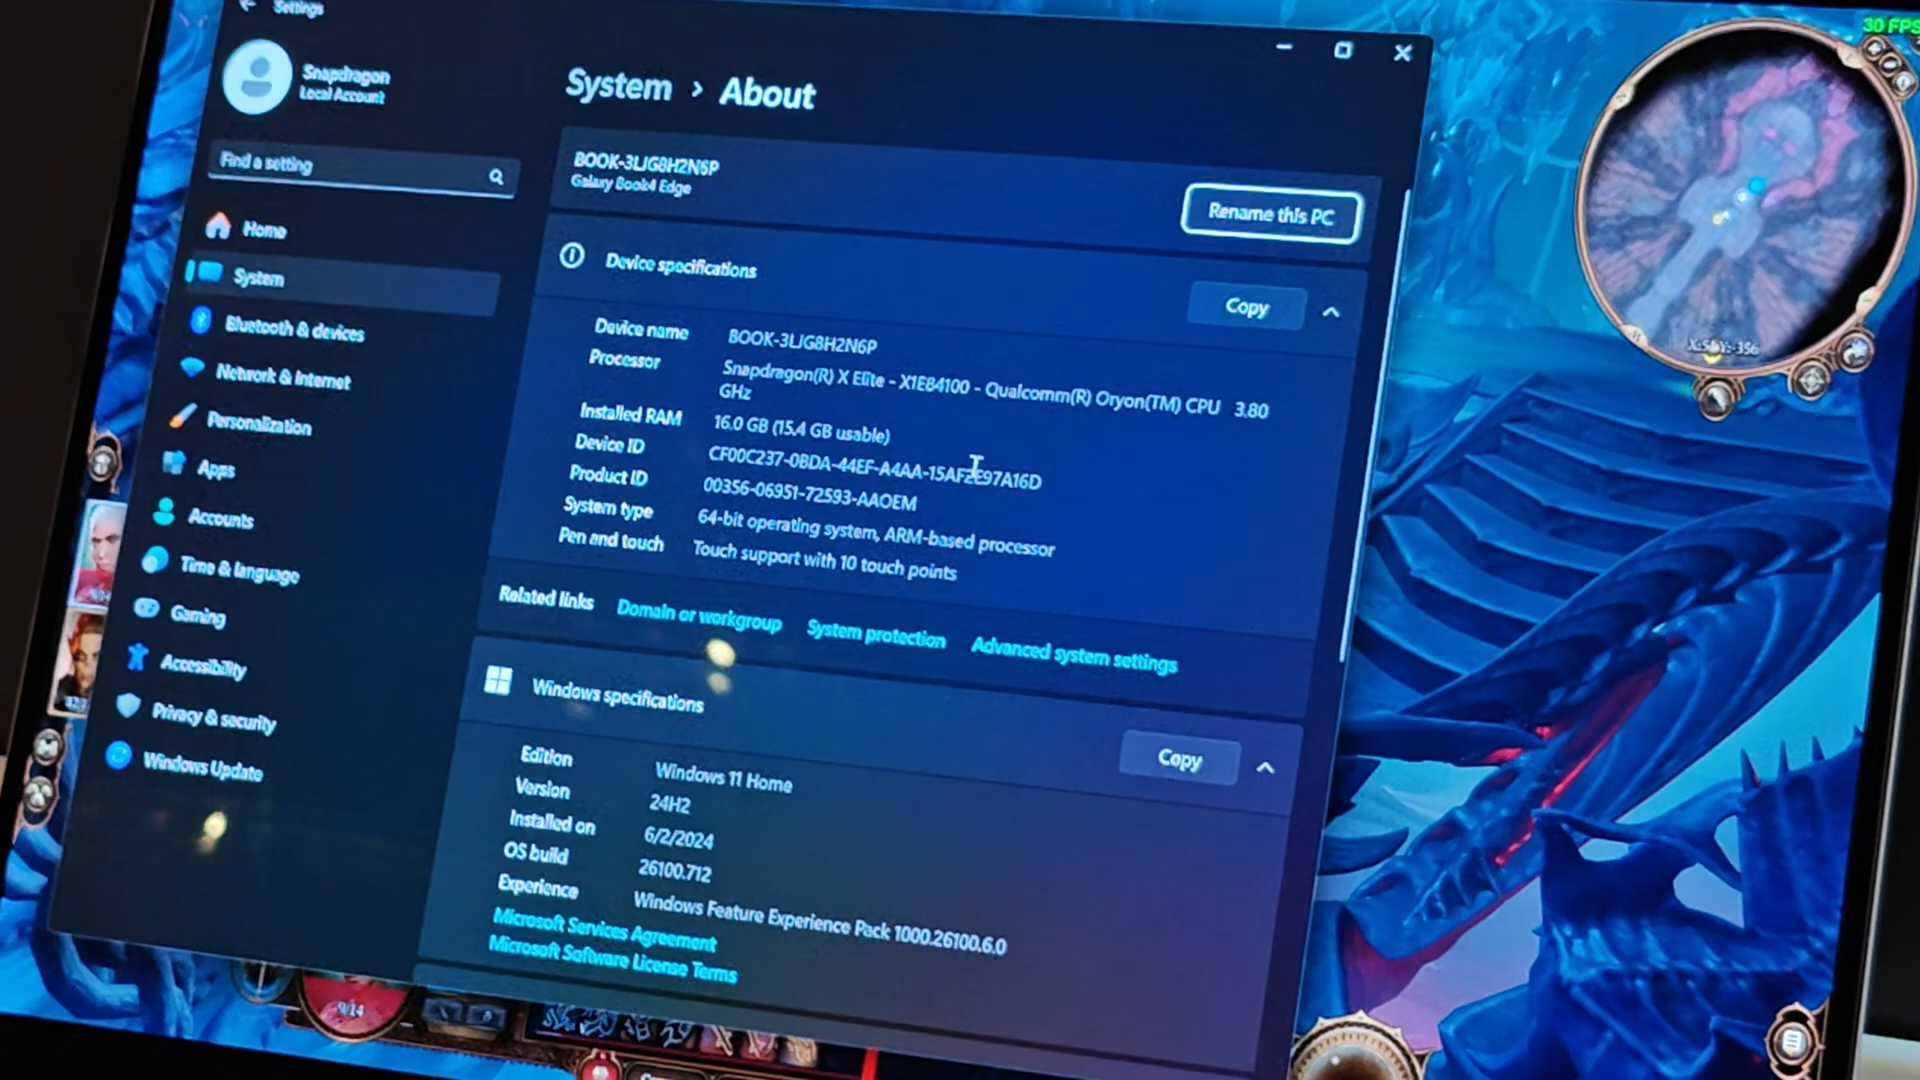 Settings
Snapdragon
Local Account
Find a setting
Home
System
Bluetooth & devices
Network & internet
Personalization
Apps
Accounts
Time & language
Gaming
Accessibility
Privacy & security
Windows Update
System > About
BOOK-3LJG8H2N6P
Galaxy Book4 Edge
Rename this PC
Device specifications
Copy
Device name BOOK-3LJG8H2N6P
Processor Snapdragon(R) X Elite - X1E84100 - Qualcomm(R) Oryon(TM) CPU 3.80
GHz
Installed RAM 16.0 GB (15.4 GB usable)
Device ID
Product ID 00356-06951-72593-AAOEM
System type 64-bit operating system, ARM-based processor
Pen and touch Touch support with 10 touch points
Related links Domain or workgroup System protection Advanced system settings
Windows specifications
Copy
Edition Windows 11 Home
Version 24H2
Installed on 6/2/2024
OS build 26100.712
Experience Windows Feature Experience Pack 1000.26100.6.0
Microsoft Services Agreement
Microsoft Software License Terms
30 FPS
9/14